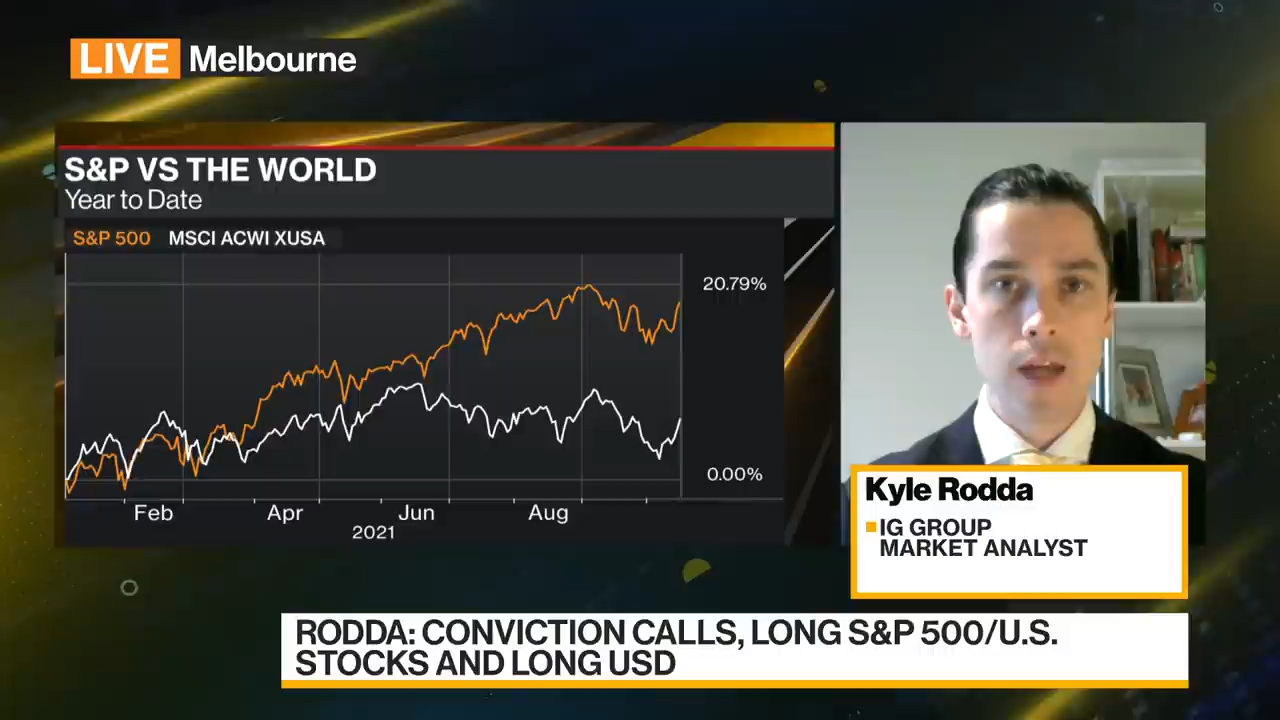 LIVE Melbourne
S&P VS THE WORLD
Year to Date
S&P 500 MSCI ACWI XUSA
20.79%
0.00%
Feb Apr Jun Aug
2021
Kyle Rodda
IG GROUP
MARKET ANALYST
RODDA: CONVICTION CALLS, LONG S&P 500/U.S.
STOCKS AND LONG USD